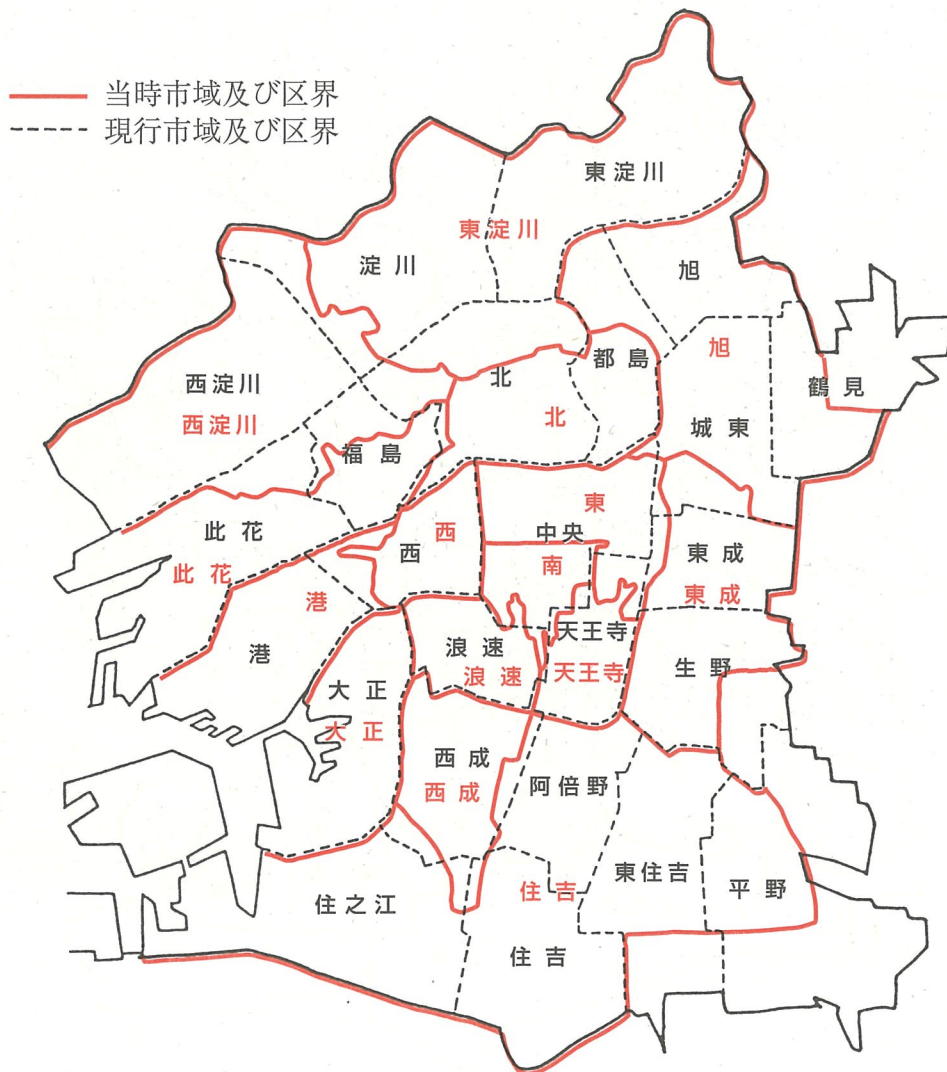 当時市域及び区界
現行市域及び区界
東淀川
東淀川
淀川
旭
旭
都島
北
北
鶴見
西淀川
西淀川
城東
福島
東
此花
西
西
中央
東成
此花
南
東成
港
港
天王寺
浪速
浪速
天王寺
生野
大正
大正
西成
西成
阿倍野
東住吉
住吉
平野
住之江
住吉